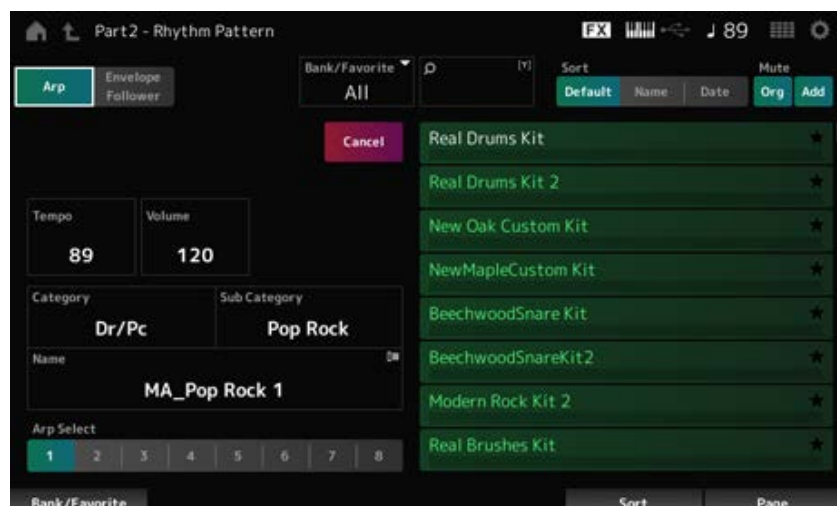 Part2 - Rhythm Pattern FX 89
Arp Envelope Follower Bank/Favorite All [Y] Sort Default Name Date Mute Org Add
Cancel
Real Drums Kit
Real Drums Kit 2
Tempo 89 Volume 120
New Oak Custom Kit
NewMapleCustom Kit
Category Dr/Pc Sub Category Pop Rock
BeechwoodSnare Kit
Name MA_Pop Rock 1
BeechwoodSnareKit2
Modern Rock Kit 2
Arp Select
1 2 3 4 5 6 7 8
Real Brushes Kit
Bank/Favorite Sort Page